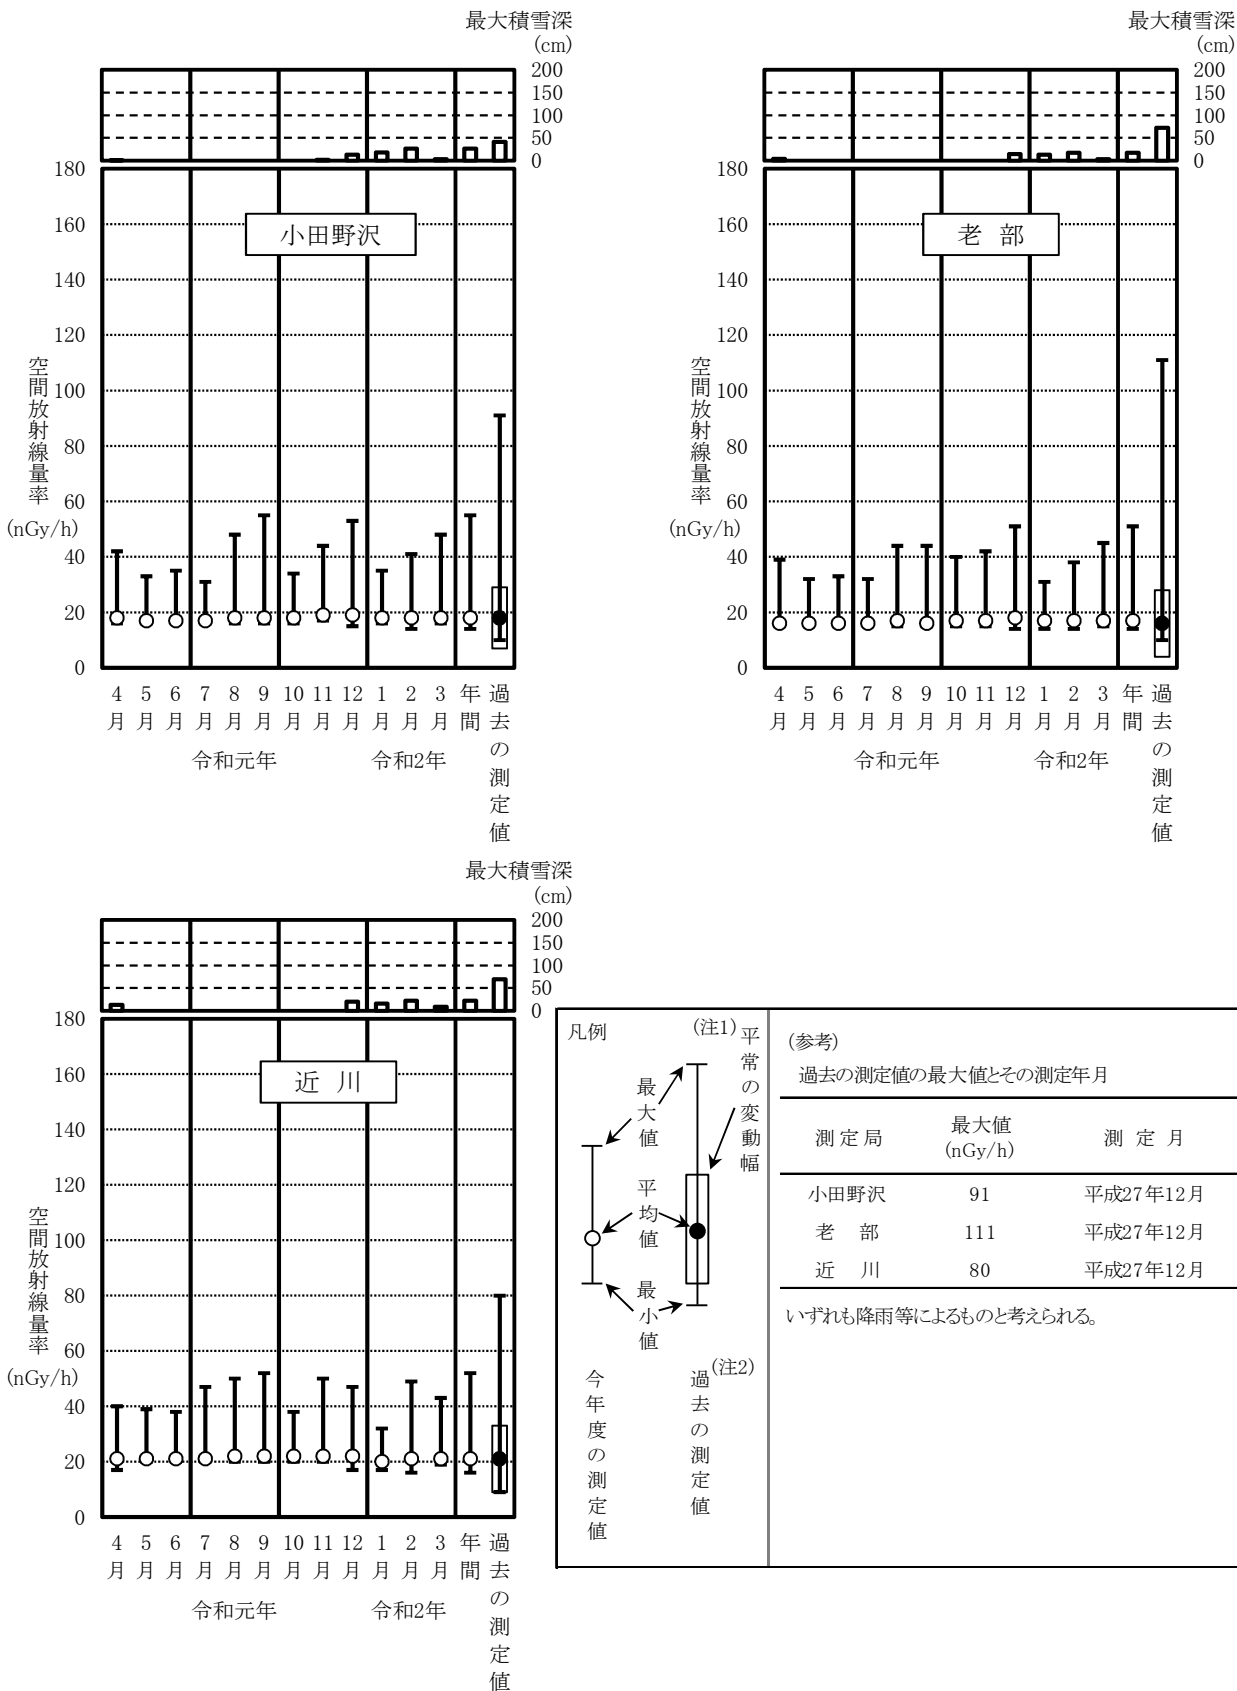 最大積雪深
(cm)
200
150
100
50
0
180
160
140
120
100
80
60
40
20
0
小田野沢
空間放射線量率
(nGy/h)
4月 5月 6月 7月 8月 9月 10月 11月 12月 1月 2月 3月 年間 過去の測定値
令和元年 令和2年
最大積雪深
(cm)
200
150
100
50
0
180
160
140
120
100
80
60
40
20
0
老 部
空間放射線量率
(nGy/h)
4月 5月 6月 7月 8月 9月 10月 11月 12月 1月 2月 3月 年間 過去の測定値
令和元年 令和2年
最大積雪深
(cm)
200
150
100
50
0
180
160
140
120
100
80
60
40
20
0
近 川
空間放射線量率
(nGy/h)
4月 5月 6月 7月 8月 9月 10月 11月 12月 1月 2月 3月 年間 過去の測定値
令和元年 令和2年
凡例
(注1)
平常の変動幅
最大値
平均値
最小値
今年度の測定値
過去の測定値
(注2)
(参考)
過去の測定値の最大値とその測定年月
測定局 最大値 (nGy/h) 測 定 月
小田野沢 91 平成27年12月
老 部 111 平成27年12月
近 川 80 平成27年12月
いずれも降雨等によるものと考えられる。